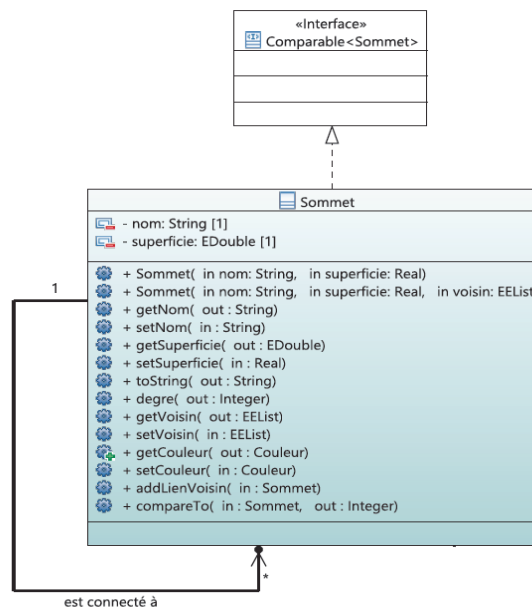 «Interface»
Comparable<Sommet>
Sommet
- nom: String [1]
- superficie: EDouble [1]
1
+ Sommet( in nom: String, in superficie: Real)
+ Sommet( in nom: String, in superficie: Real, in voisin: EEList
+ getNom( out : String)
+ setNom( in : String)
+ getSuperficie( out : EDouble)
+ setSuperficie( in : Real)
+ toString( out : String)
+ degre( out : Integer)
+ getVoisin( out : EEList)
+ setVoisin( in : EEList)
+ getCouleur( out : Couleur)
+ setCouleur( in : Couleur)
+ addLienVoisin( in : Sommet)
+ compareTo( in : Sommet, out : Integer)
*
est connecté à